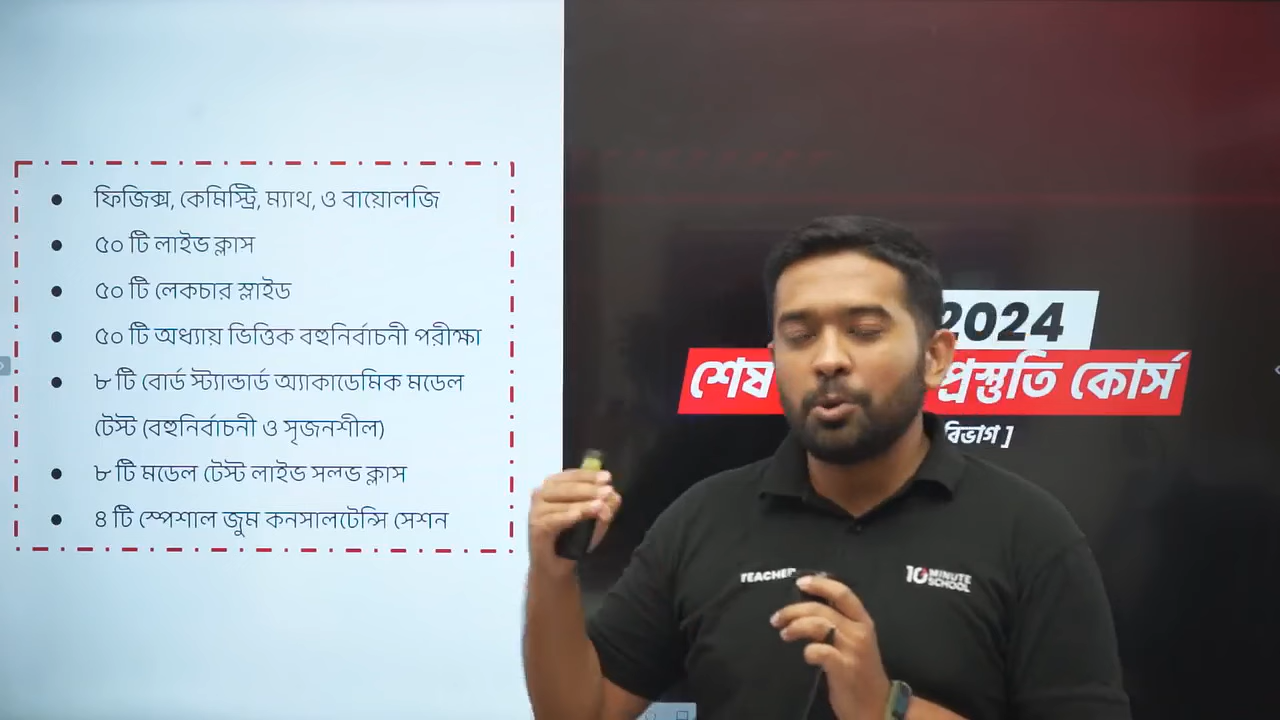 ফিজিক্স, কেমিস্ট্রি, ম্যাথ, ও বায়োলজি
৫০ টি লাইভ ক্লাস
৫০ টি লেকচার স্লাইড
৫০ টি অধ্যায় ভিত্তিক বহুনির্বাচনী পরীক্ষা
৮ টি বোর্ড স্ট্যান্ডার্ড অ্যাকাডেমিক মডেল
টেস্ট (বহুনির্বাচনী ও সৃজনশীল)
৮ টি মডেল টেস্ট লাইভ সলভ ক্লাস
৪ টি স্পেশাল জুম কনসালটেন্সি সেশন
2024
শেষ প্রস্তুতি কোর্স
বিভাগ ]
TEACHER
10 MINUTE
SCHOOL